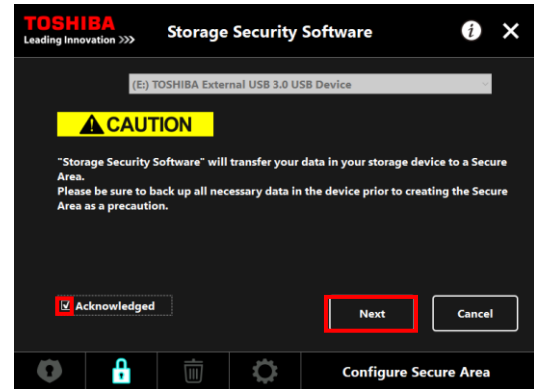 TOSHIBA
Leading Innovation >>>
Storage Security Software
i
(E:) TOSHIBA External USB 3.0 USB Device
CAUTION
"Storage Security Software" will transfer your data in your storage device to a Secure
Area.
Please be sure to back up all necessary data in the device prior to creating the Secure
Area as a precaution.
Acknowledged
Next
Cancel
Configure Secure Area